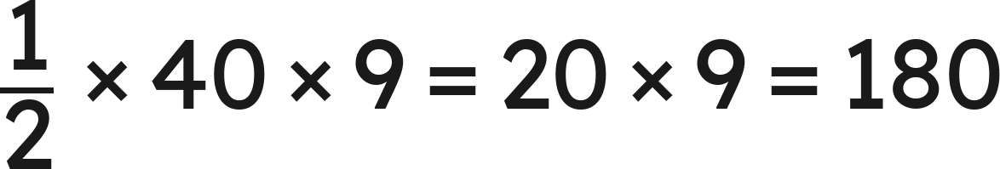 1/2 × 40 × 9 = 20 × 9 = 180